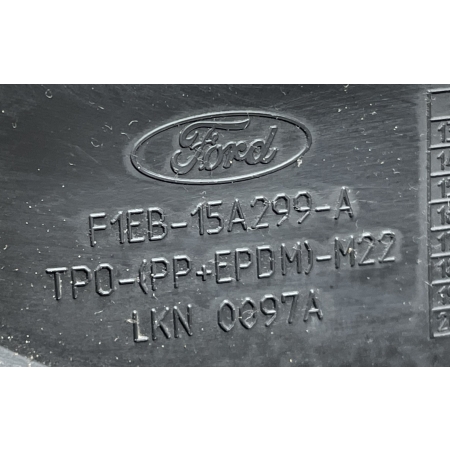 Ford
F1EB-15A299-A
TPO-(PP+EPDM)-M22
LKN 0097A